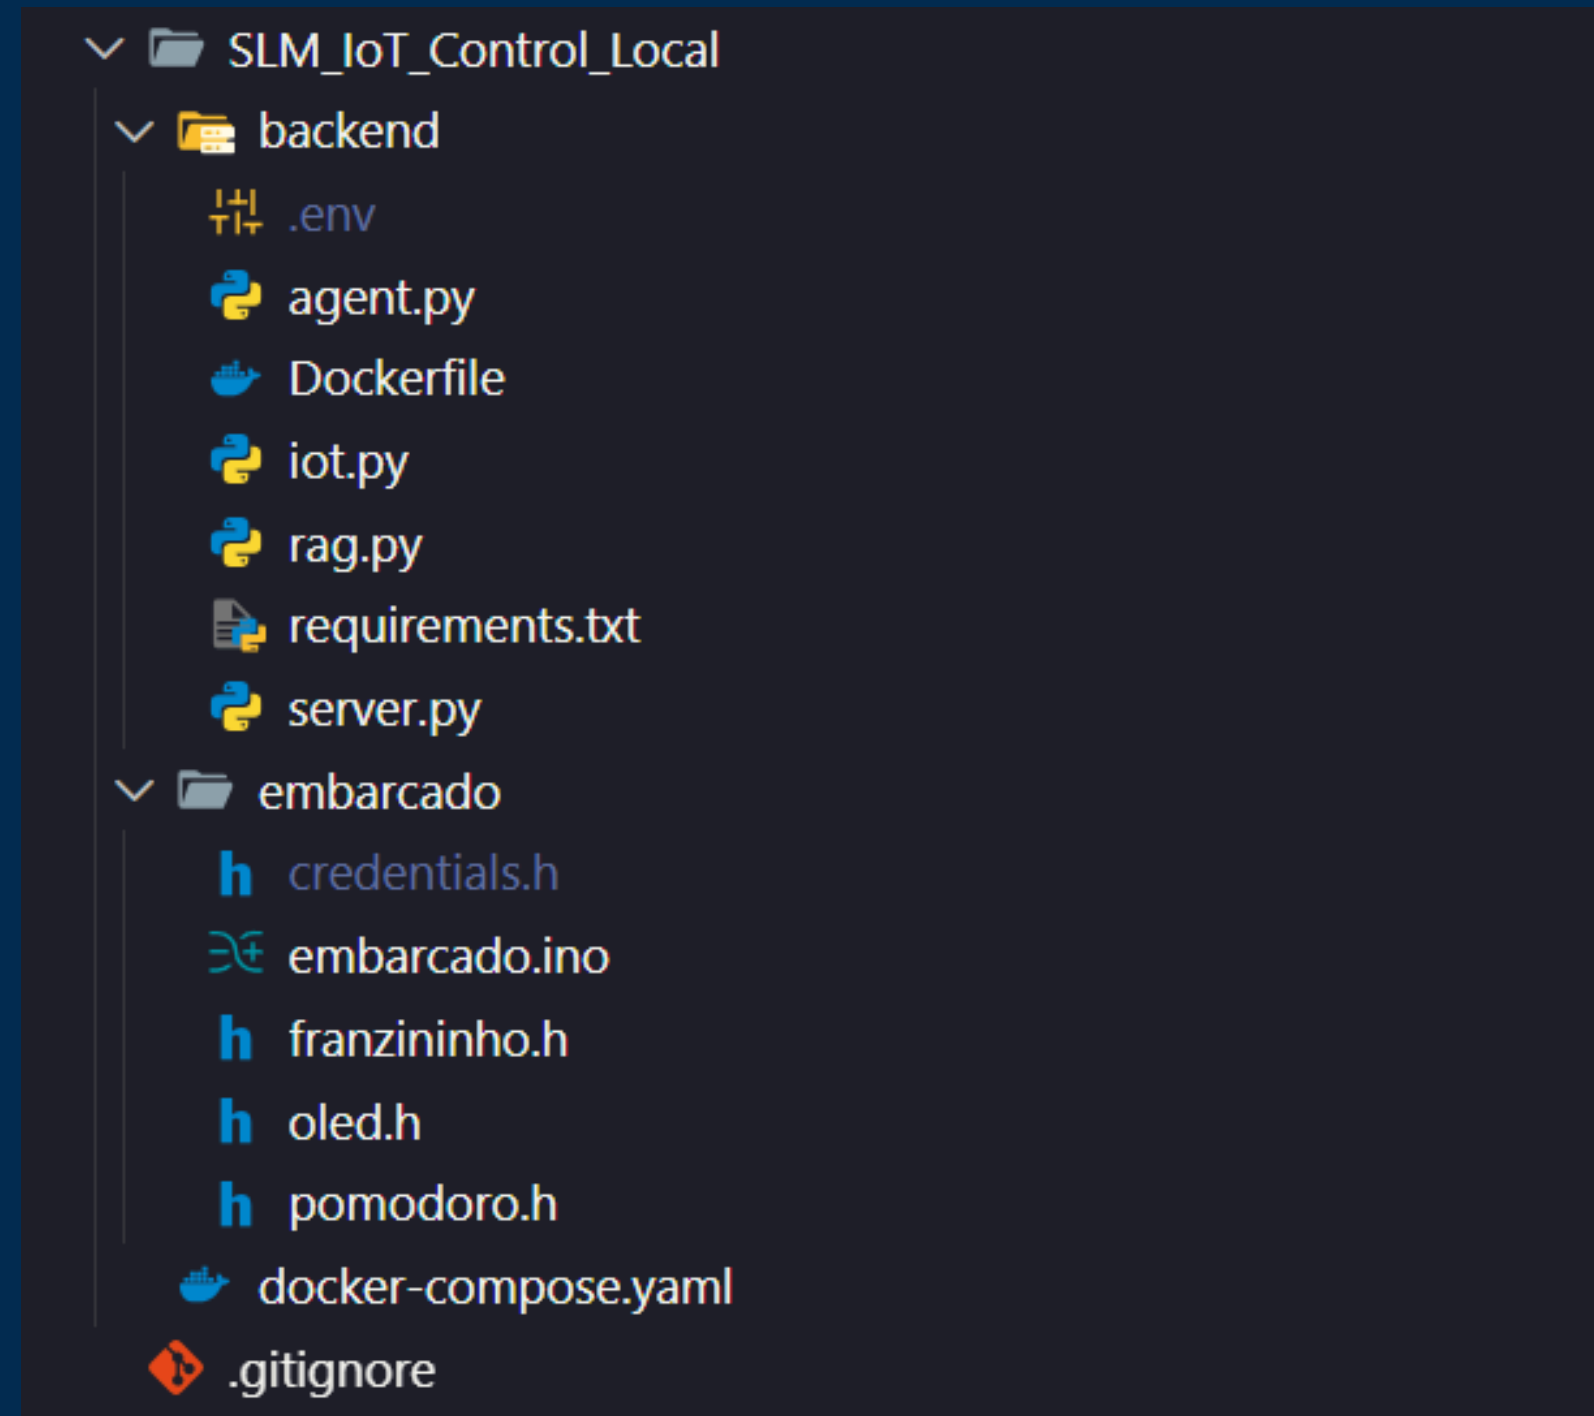 SLM_IoT_Control_Local
backend
.env
agent.py
Dockerfile
iot.py
rag.py
requirements.txt
server.py
embarcado
credentials.h
embarcado.ino
franzininho.h
oled.h
pomodoro.h
docker-compose.yaml
.gitignore